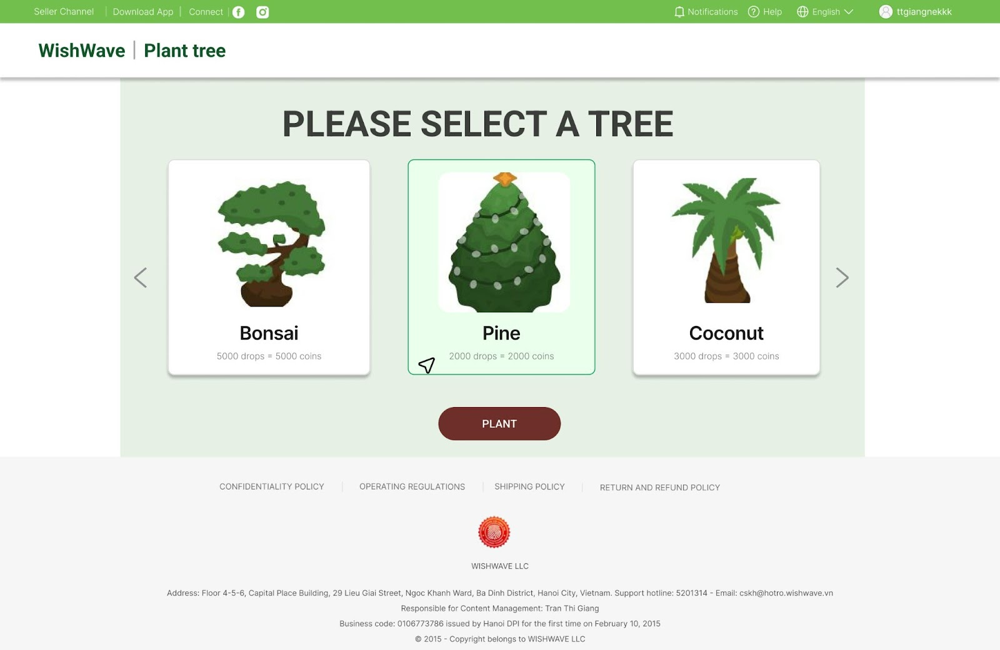 Seller Channel | Download App | Connect | Notifications Help English ttgiangnekkk
WishWave | Plant tree
PLEASE SELECT A TREE
Bonsai
5000 drops = 5000 coins
Pine
2000 drops = 2000 coins
Coconut
3000 drops = 3000 coins
PLANT
CONFIDENTIALITY POLICY | OPERATING REGULATIONS | SHIPPING POLICY | RETURN AND REFUND POLICY
WISHWAVE LLC
Address: Floor 4-5-6, Capital Place Building, 29 Lieu Giai Street, Ngoc Khanh Ward, Ba Dinh District, Hanoi City, Vietnam. Support hotline: 5201314 - Email: cskh@hotro.wishwave.vn
Responsible for Content Management: Tran Thi Giang
Business code: 0106773786 issued by Hanoi DPI for the first time on February 10, 2015
© 2015 - Copyright belongs to WISHWAVE LLC